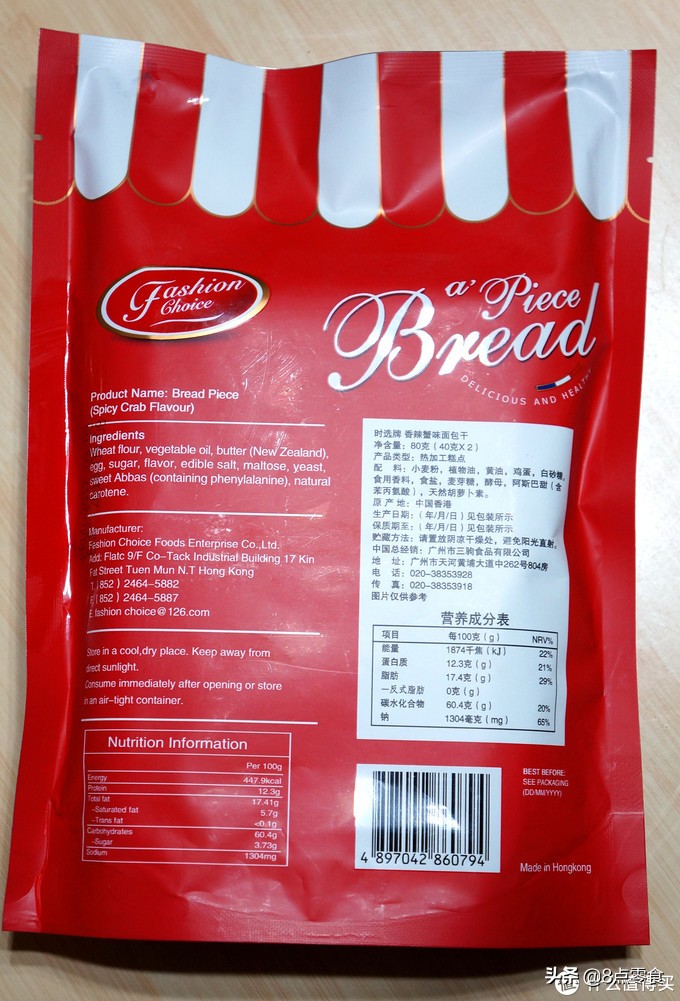 Fashion
Choice
a' Piece
Bread
DELICIOUS AND HEALTHY
Product Name: Bread Piece
(Spicy Crab Flavour)
Ingredients
Wheat flour, vegetable oil, butter (New Zealand),
egg, sugar, flavor, edible salt, maltose, yeast,
sweet Abbas (containing phenylalanine), natural
carotene.
Manufacturer:
Fashion Choice Foods Enterprise Co.,Ltd.
Add: Flatc 9/F Co-Tack Industrial Building 17 Kin
Fat Street Tuen Mun N.T Hong Kong
T (852) 2464-5882
F (852) 2464-5887
E fashion choice@126.com
Store in a cool,dry place. Keep away from
direct sunlight.
Consume immediately after opening or store
in an air-tight container.
Nutrition Information
Per 100g
Energy 447.9kcal
Protein 12.3g
Total fat 17.41g
-Saturated fat 5.7g
-Trans fat <0.1g
Carbohydrates 60.4g
-Sugar 3.73g
Sodium 1304mg
时选牌 香辣蟹味面包干
净含量：80克（40克X2）
产品类型：热加工糕点
配 料：小麦粉，植物油，黄油，鸡蛋，白砂糖，
食用香料，食盐，麦芽糖，酵母，阿斯巴甜（含
苯丙氨酸），天然胡萝卜素。
原 产 地：中国香港
生产日期：（年/月/日）见包装所示
保质期至：（年/月/日）见包装所示
贮藏方法：请置放阴凉干燥处，避免阳光直射。
中国总经销：广州市三驹食品有限公司
地 址：广州市天河黄埔大道中262号804房
电 话：020-38353928
传 真：020-38353918
图片仅供参考
营养成分表
项目 每100克（g） NRV%
能量 1874千焦（kJ） 22%
蛋白质 12.3克（g） 21%
脂肪 17.4克（g） 29%
—反式脂肪 0克（g）
碳水化合物 60.4克（g） 20%
钠 1304毫克（mg） 65%
4 897042 860794
BEST BEFORE:
SEE PACKAGING
(DD/MM/YYYY)
Made in Hongkong
头条 @8点零食
什么值得买